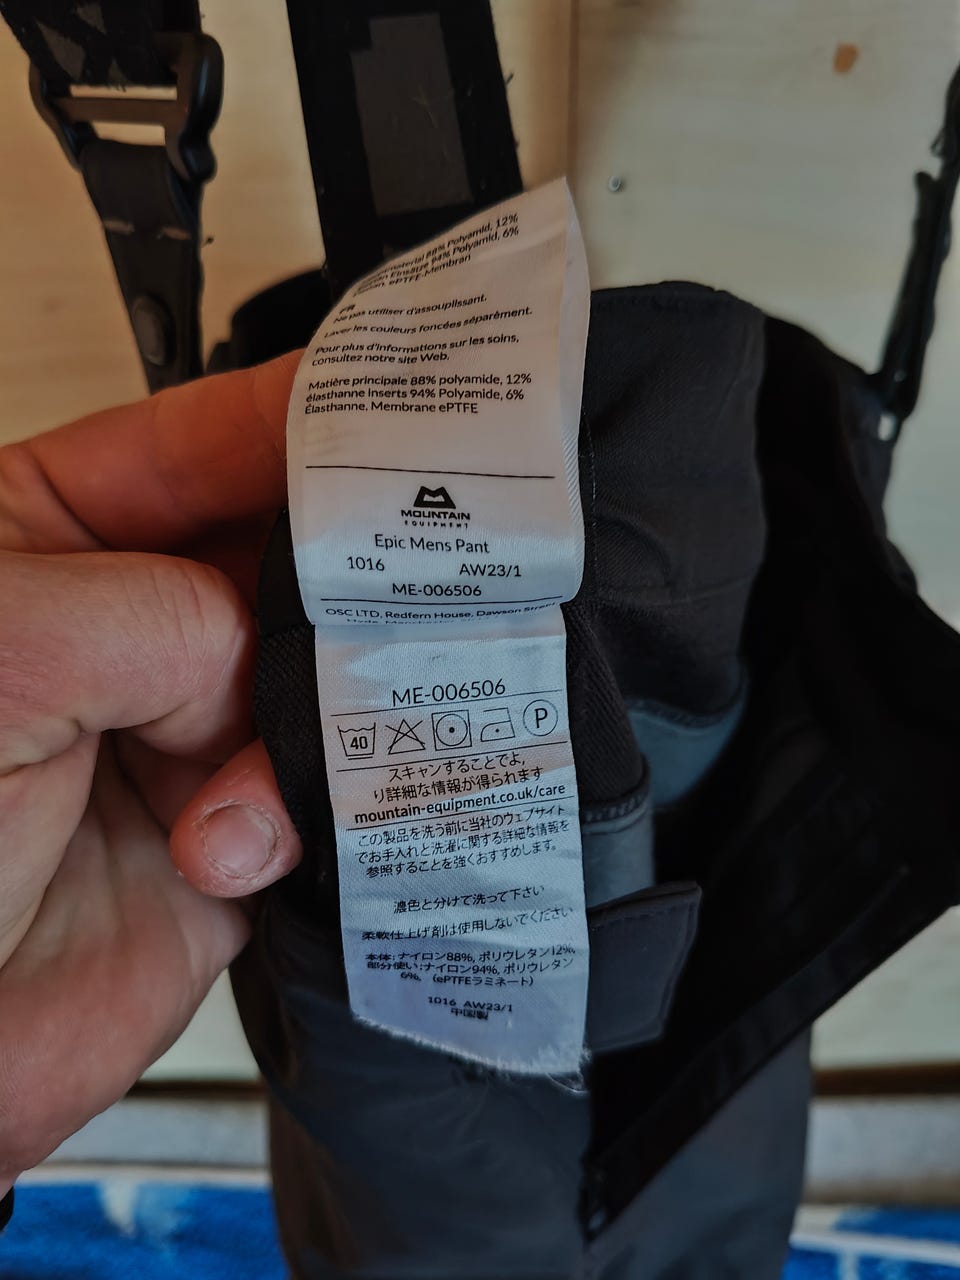 88% Polyamid, 12%
Einsätze 94% Polyamid, 6%
ePTFE-Membran
FR
Ne pas utiliser d'assouplissant.
Laver les couleurs foncées séparément.
Pour plus d'informations sur les soins,
consultez notre site Web.
Matière principale 88% polyamide, 12%
élasthanne inserts 94% Polyamide, 6%
Élasthanne, Membrane ePTFE
MOUNTAIN
EQUIPMENT
Epic Mens Pant
1016 AW23/1
ME-006506
OSC LTD, Redfern House, Dawson Street
ME-006506
40 P
スキャンすることでよ,
り詳細な情報が得られます
mountain-equipment.co.uk/care
この製品を洗う前に当社のウェブサイト
でお手入れと洗濯に関する詳細な情報を
参照することを強くおすすめします。
濃色と分けて洗って下さい
柔軟仕上げ剤は使用しないでください
本体: ナイロン88%, ポリウレタン12%,
部分使い:ナイロン94%, ポリウレタン
6%, (ePTFEラミネート)
1016 AW23/1
中国製